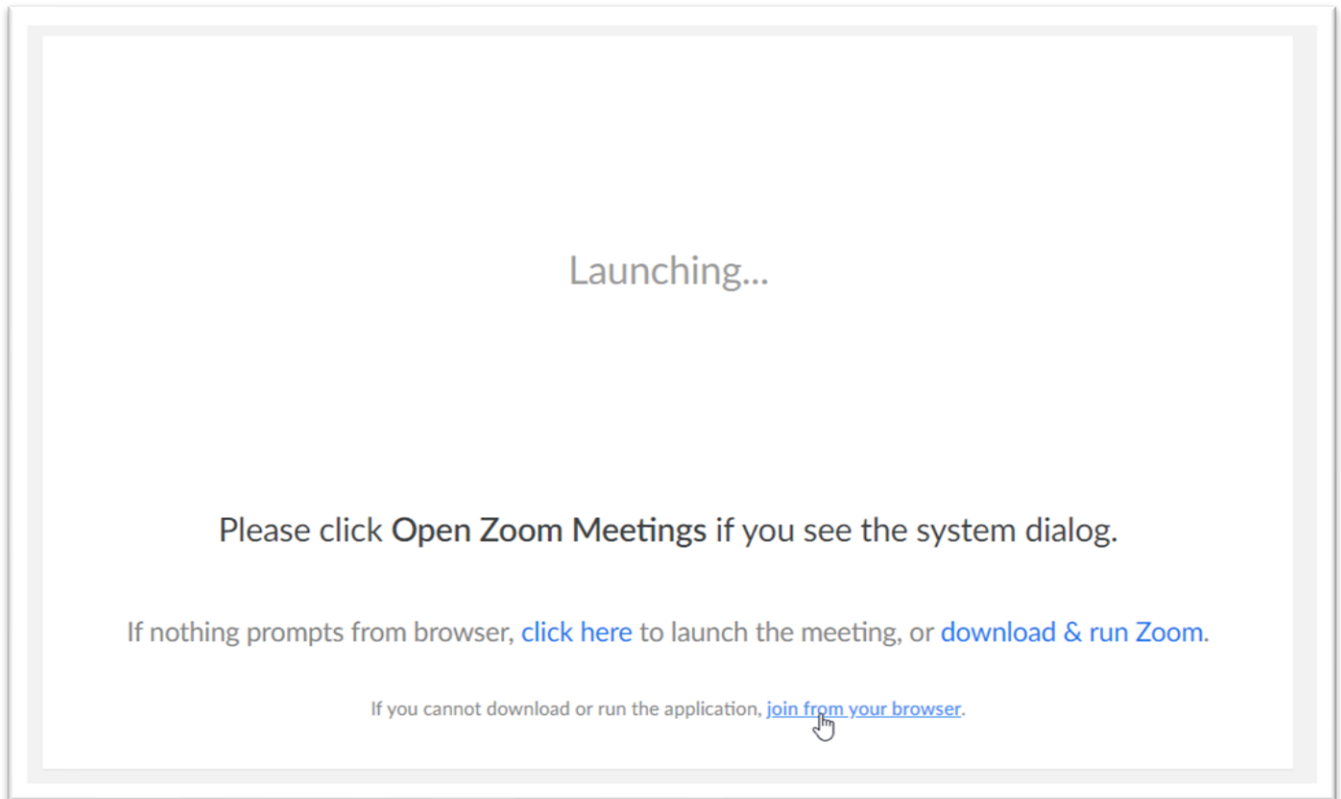 Launching...
Please click Open Zoom Meetings if you see the system dialog.
If nothing prompts from browser, click here to launch the meeting, or download & run Zoom.
If you cannot download or run the application, join from your browser.